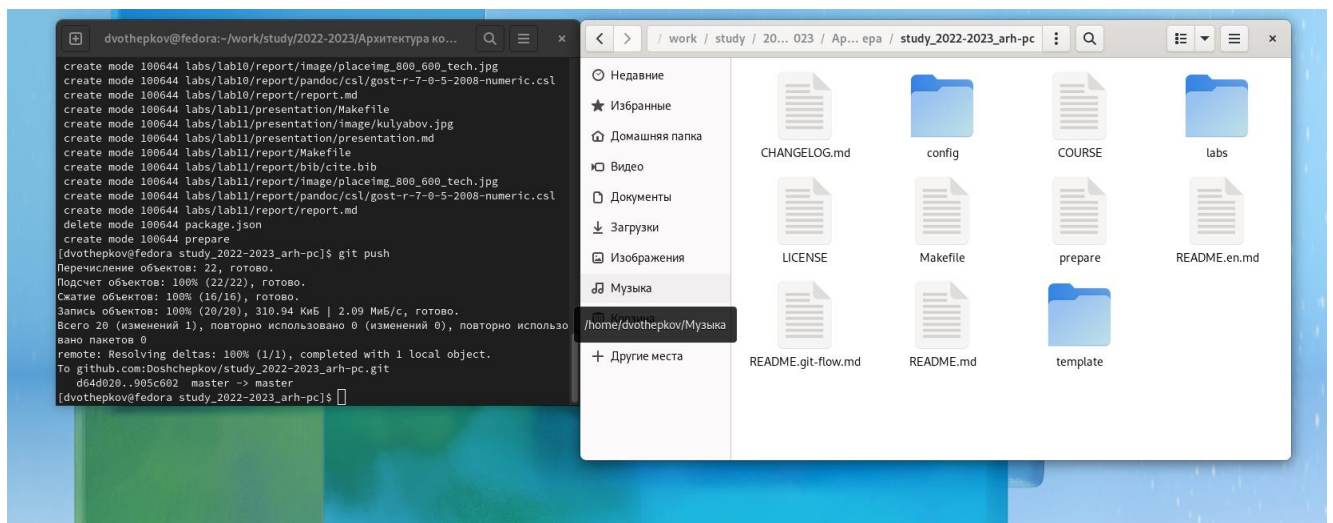 dvothepkov@fedora:~/work/study/2022-2023/Архитектура ко...
create mode 100644 labs/lab10/report/image/placeimg_800_600_tech.jpg
create mode 100644 labs/lab10/report/pandoc/csl/gost-r-7-0-5-2008-numeric.csl
create mode 100644 labs/lab10/report/report.md
create mode 100644 labs/lab11/presentation/Makefile
create mode 100644 labs/lab11/presentation/image/kulyabov.jpg
create mode 100644 labs/lab11/presentation/presentation.md
create mode 100644 labs/lab11/report/Makefile
create mode 100644 labs/lab11/report/bib/cite.bib
create mode 100644 labs/lab11/report/image/placeimg_800_600_tech.jpg
create mode 100644 labs/lab11/report/pandoc/csl/gost-r-7-0-5-2008-numeric.csl
create mode 100644 labs/lab11/report/report.md
delete mode 100644 package.json
create mode 100644 prepare
[dvothepkov@fedora study_2022-2023_arh-pc]$ git push
Перечисление объектов: 22, готово.
Подсчет объектов: 100% (22/22), готово.
Сжатие объектов: 100% (16/16), готово.
Запись объектов: 100% (20/20), 310.94 КиБ | 2.09 МиБ/с, готово.
Всего 20 (изменений 1), повторно использовано 0 (изменений 0), повторно использо
вано пакетов 0
remote: Resolving deltas: 100% (1/1), completed with 1 local object.
To github.com:Doshchepkov/study_2022-2023_arh-pc.git
d64d020..905c602 master -> master
[dvothepkov@fedora study_2022-2023_arh-pc]$
/ work / study / 20... 023 / Ap... ера / study_2022-2023_arh-pc
Недавние
Избранные
Домашняя папка
Видео
Документы
Загрузки
Изображения
Музыка
Корзина
/home/dvothepkov/Музыка
Другие места
CHANGELOG.md
config
COURSE
labs
LICENSE
Makefile
prepare
README.en.md
README.git-flow.md
README.md
template